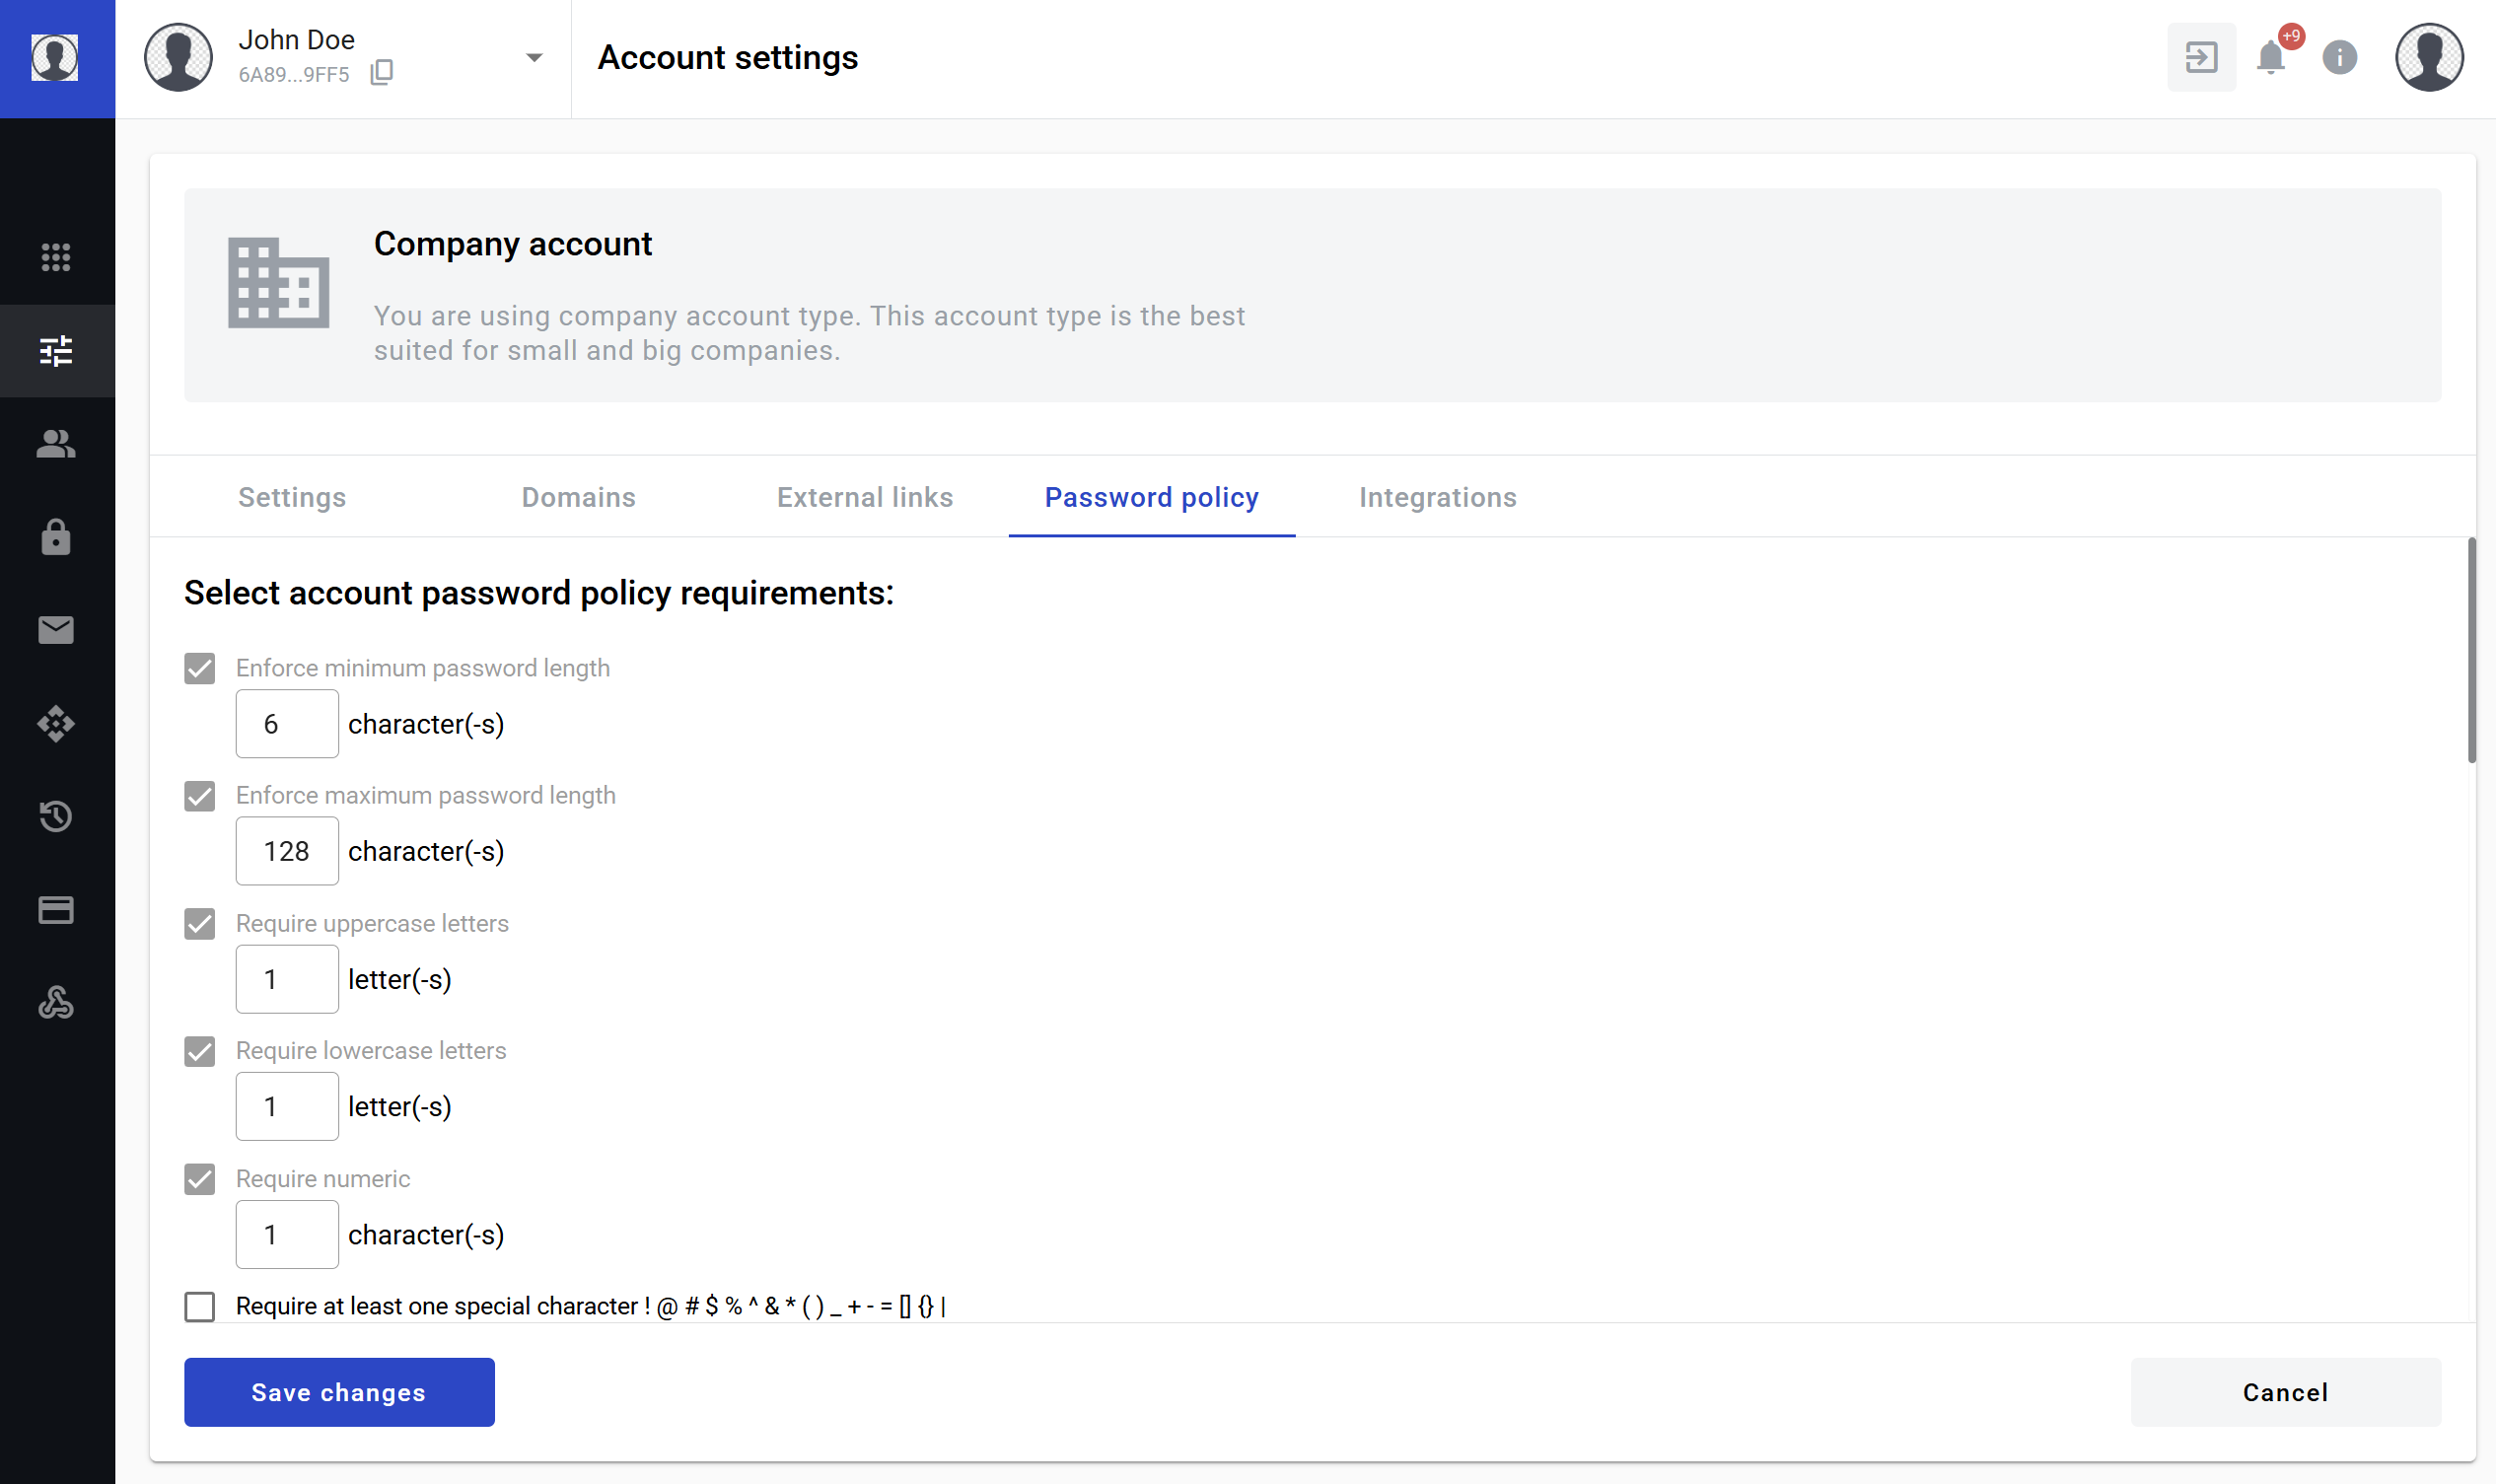 John Doe
6A89...9FF5
Account settings
+9
Company account
You are using company account type. This account type is the best
suited for small and big companies.
Settings
Domains
External links
Password policy
Integrations
Select account password policy requirements:
Enforce minimum password length
6 character(-s)
Enforce maximum password length
128 character(-s)
Require uppercase letters
1 letter(-s)
Require lowercase letters
1 letter(-s)
Require numeric
1 character(-s)
Require at least one special character ! @ # $ % ^ & * ( ) _ + - = [] {} |
Save changes
Cancel